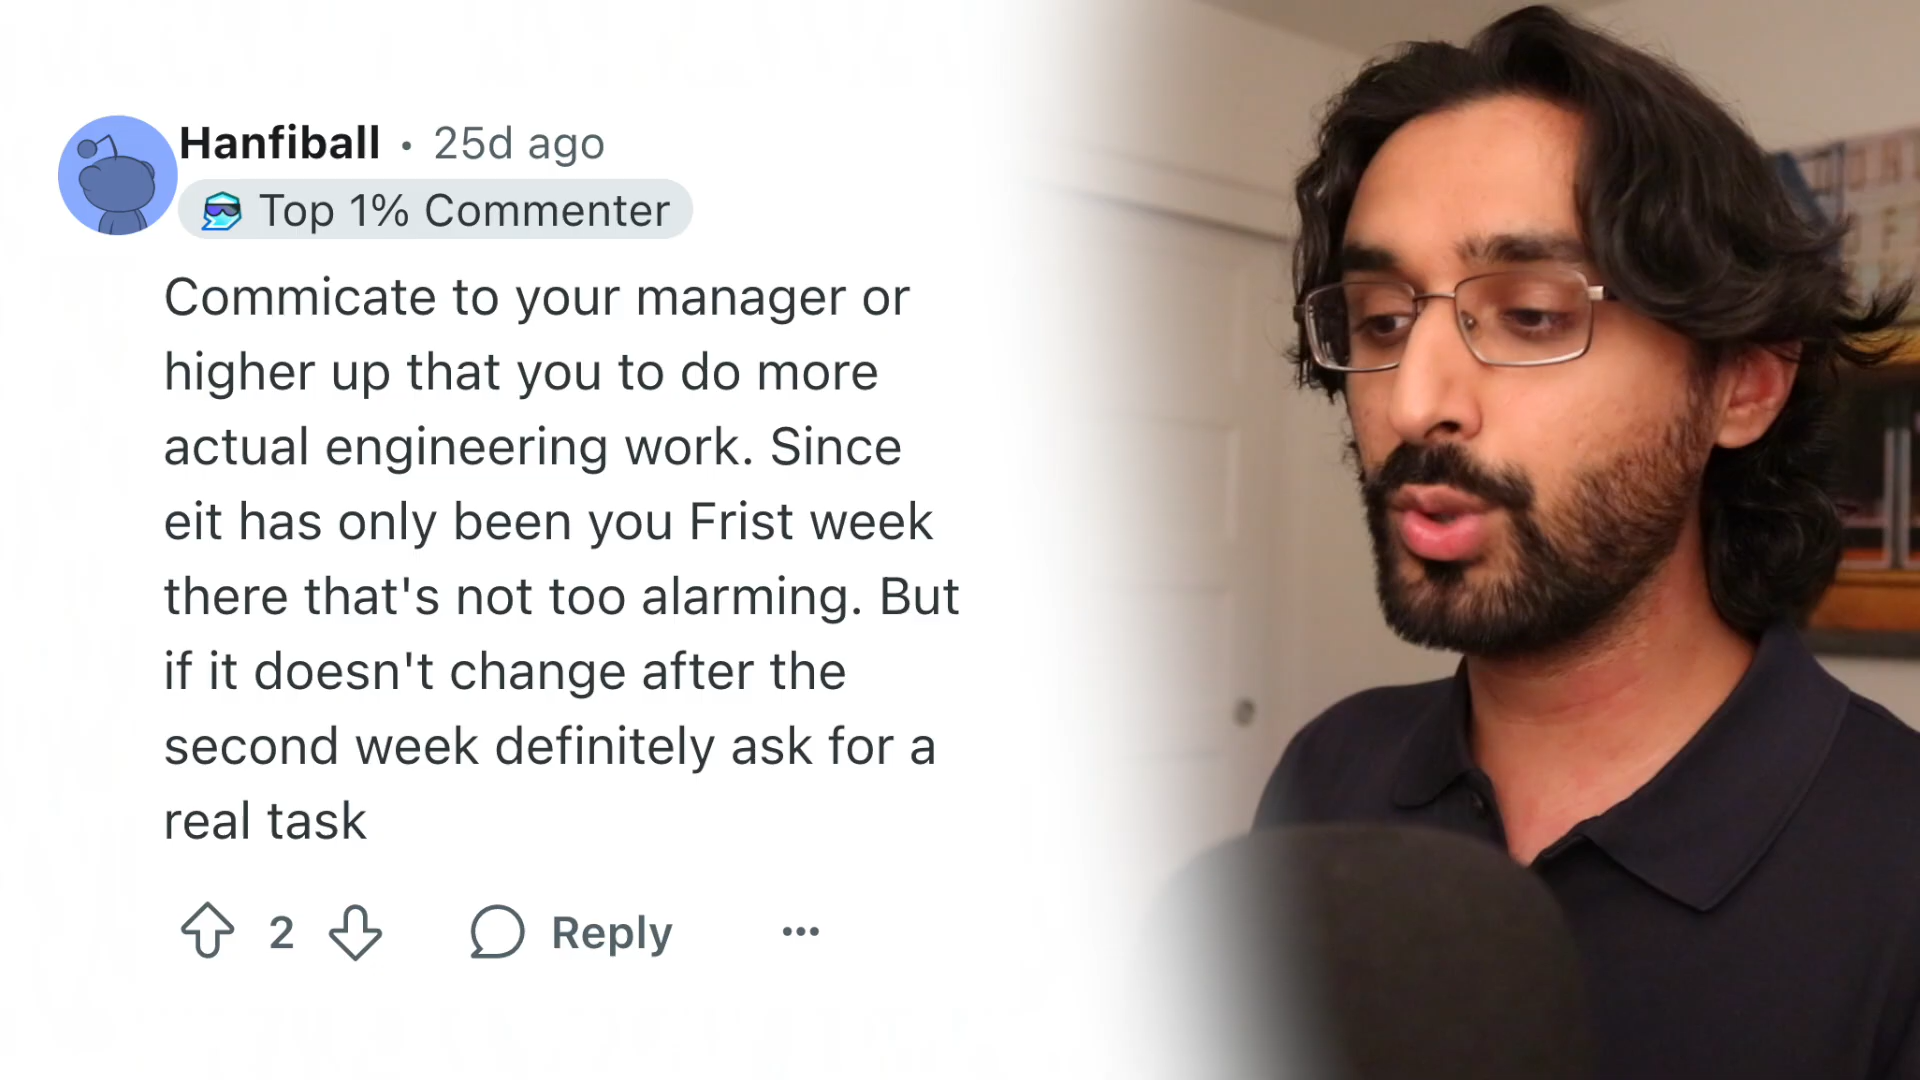 Hanfiball • 25d ago
Top 1% Commenter
Commicate to your manager or
higher up that you to do more
actual engineering work. Since
eit has only been you Frist week
there that's not too alarming. But
if it doesn't change after the
second week definitely ask for a
real task
2 Reply